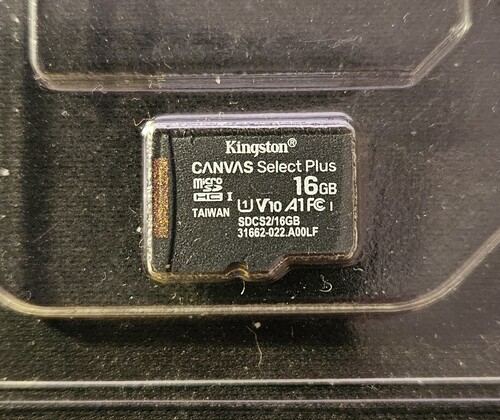 Kingston®
CANVAS Select Plus
micro SD HC I 16GB
TAIWAN U1 V10 A1 FC I
SDCS2/16GB
31662-022.A00LF